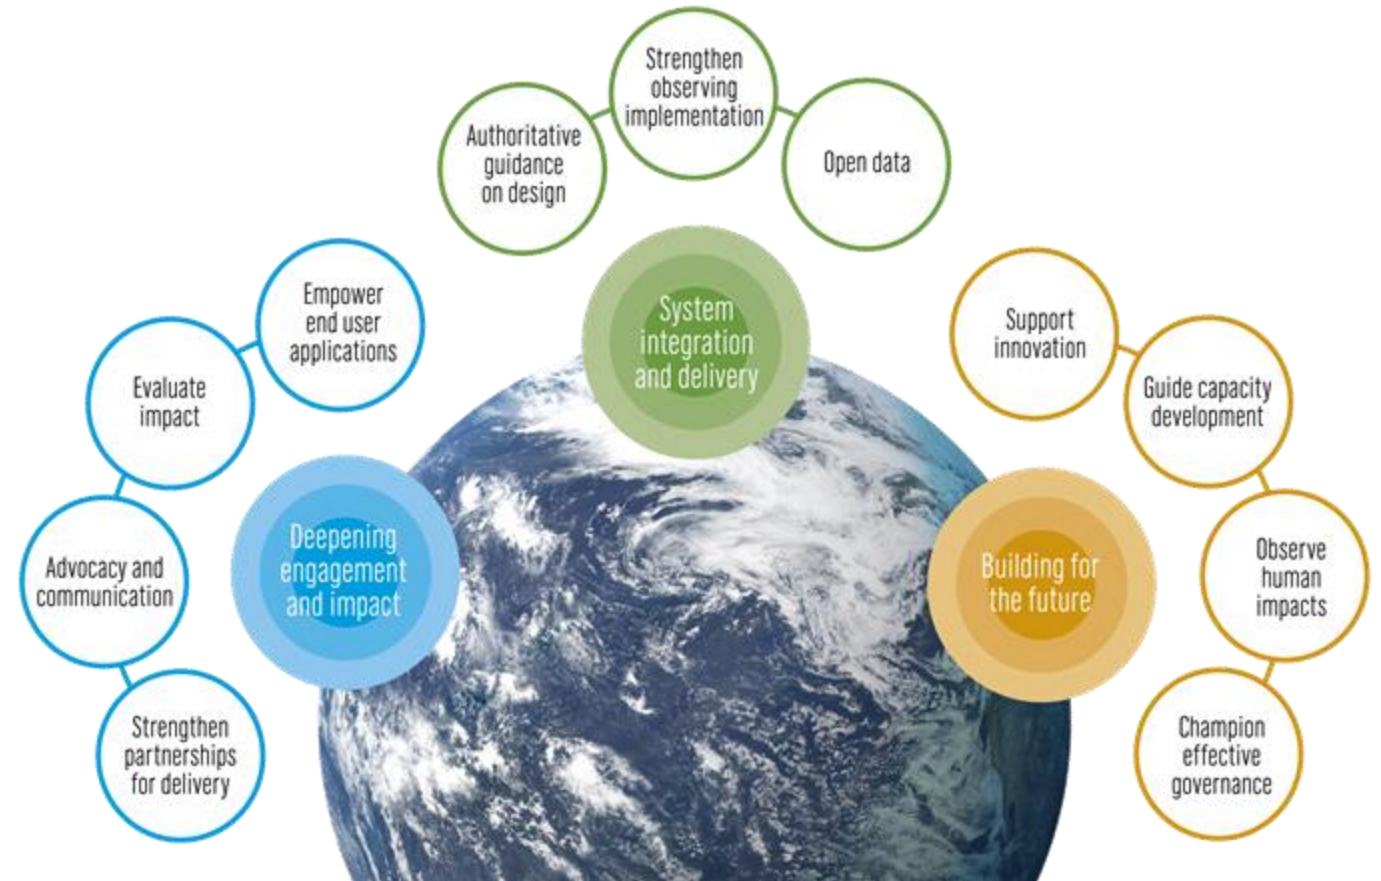 Strengthen
observing
implementation
Authoritative
guidance
on design
Open data
System
integration
and delivery
Empower
end user
applications
Evaluate
impact
Advocacy and
communication
Strengthen
partnerships
for delivery
Deepening
engagement
and impact
Support
innovation
Guide capacity
development
Observe
human
impacts
Champion
effective
governance
Building for
the future